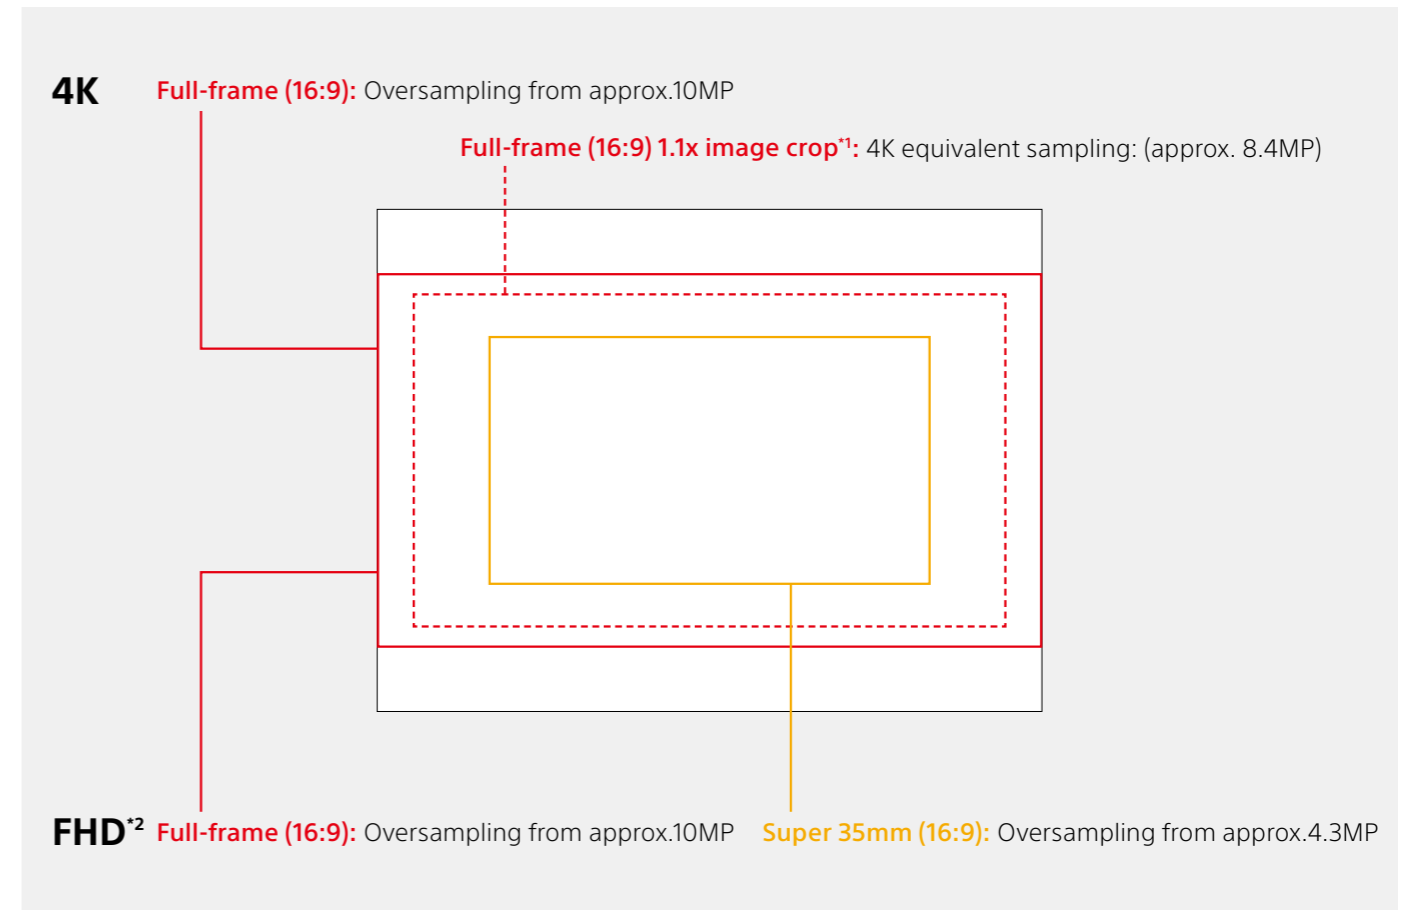 4K Full-frame (16:9): Oversampling from approx.10MP
Full-frame (16:9) 1.1x image crop*1: 4K equivalent sampling: (approx. 8.4MP)
FHD*2 Full-frame (16:9): Oversampling from approx.10MP Super 35mm (16:9): Oversampling from approx.4.3MP